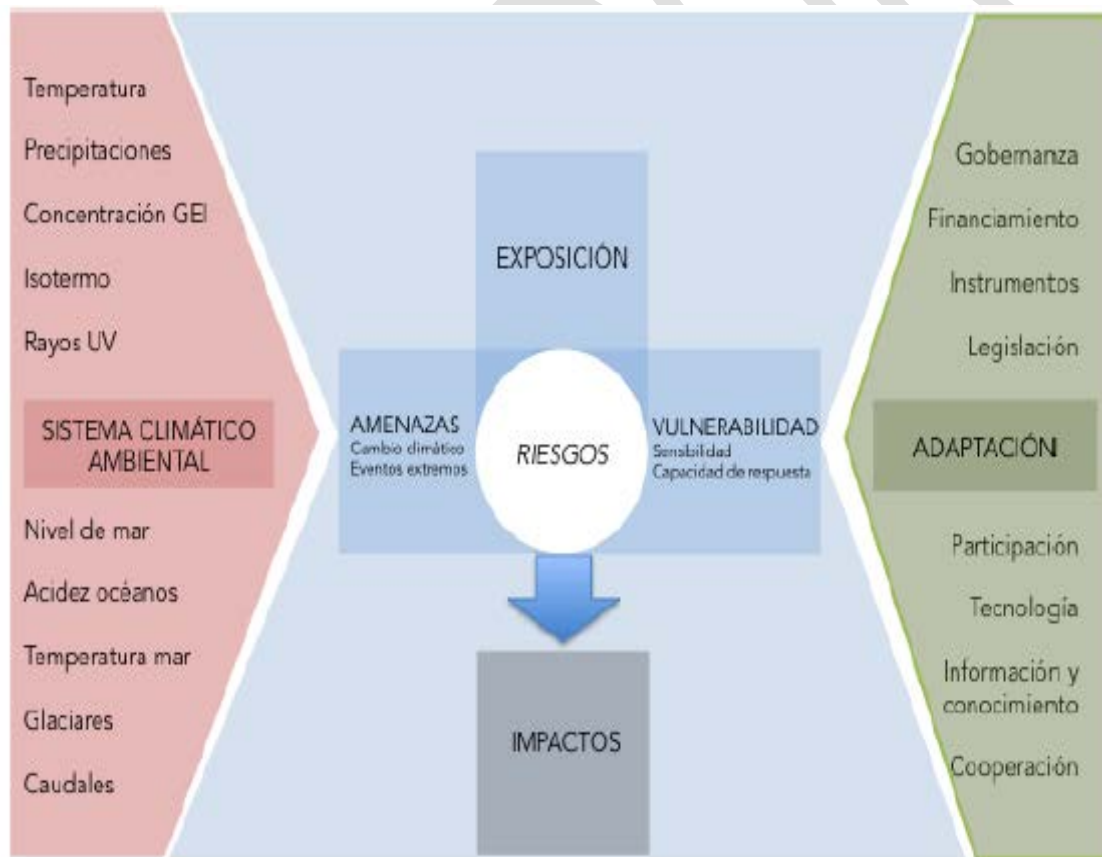 Temperatura
Precipitaciones
Concentración GEI
Isotermo
Rayos UV
SISTEMA CLIMÁTICO
AMBIENTAL
Nivel de mar
Acidez océanos
Temperatura mar
Glaciares
Caudales
EXPOSICIÓN
AMENAZAS
Cambio climático
Eventos extremos
RIESGOS
VULNERABILIDAD
Sensibilidad
Capacidad de respuesta
IMPACTOS
Gobernanza
Financiamiento
Instrumentos
Legislación
ADAPTACIÓN
Participación
Tecnología
Información y
conocimiento
Cooperación